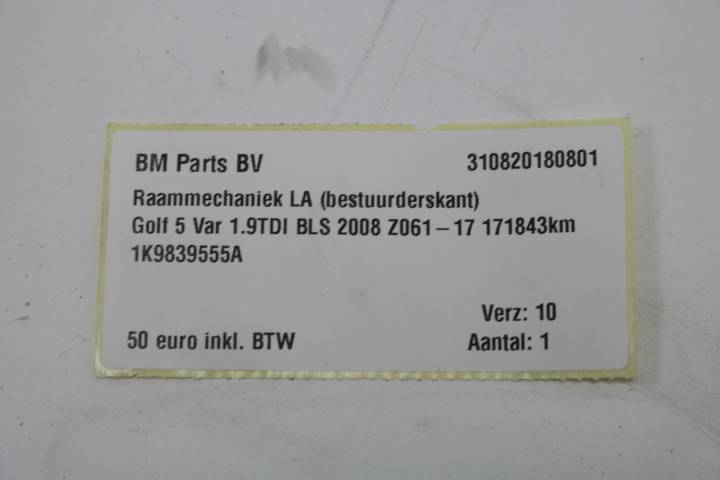 BM Parts BV 310820180801
Raammechaniek LA (bestuurderskant)
Golf 5 Var 1.9TDI BLS 2008 Z061-17 171843km
1K9839555A
Verz: 10
50 euro inkl. BTW Aantal: 1